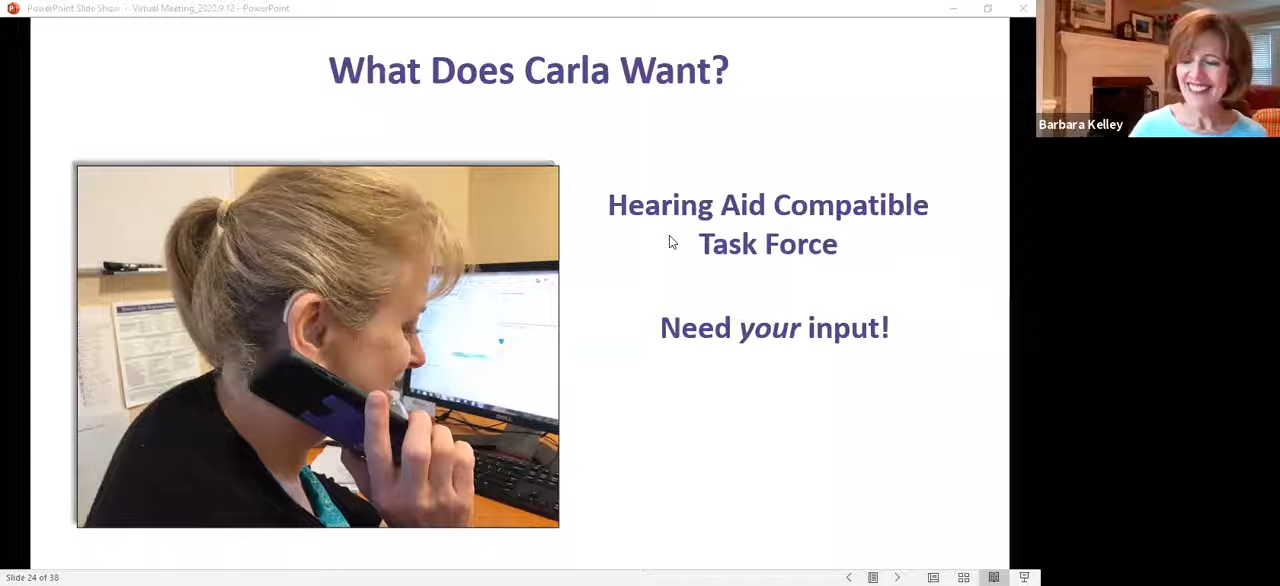 PowerPoint Slide Show - Virtual Meeting_2020.9.12 - PowerPoint
What Does Carla Want?
Barbara Kelley
Hearing Aid Compatible
Task Force
Need your input!
DELL
Slide 24 of 38